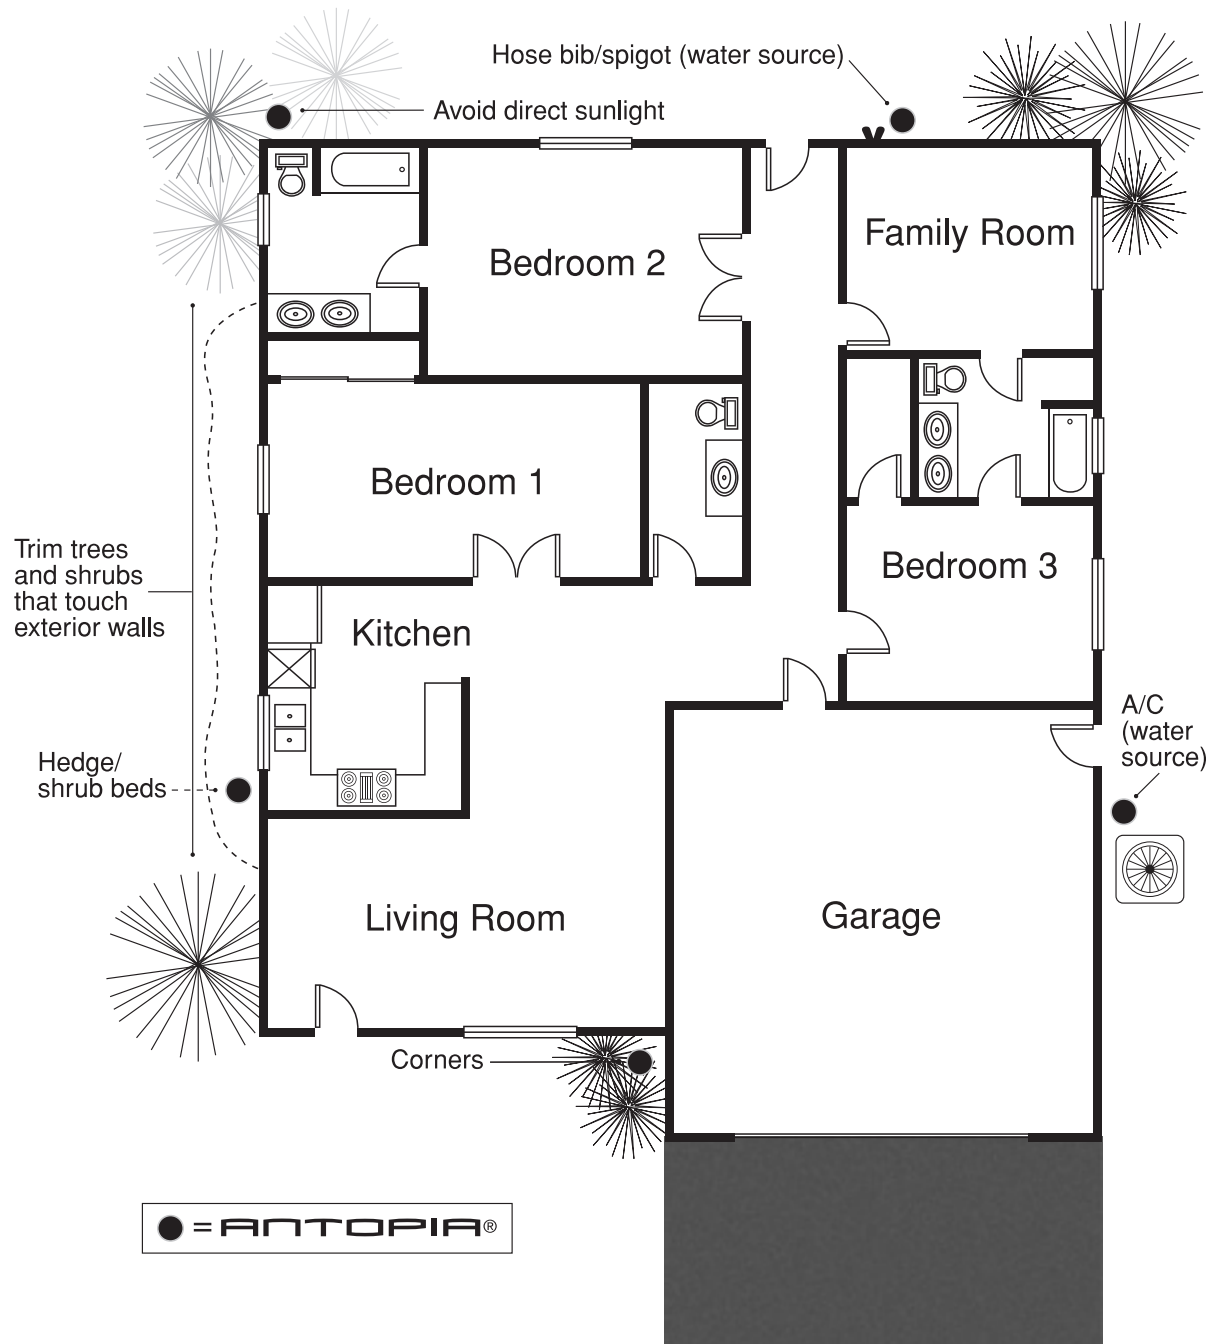 Hose bib/spigot (water source)
Avoid direct sunlight
Family Room
Bedroom 2
Bedroom 1
Trim trees
and shrubs
that touch
exterior walls
Bedroom 3
Kitchen
A/C
(water
source)
Hedge/
shrub beds
Living Room
Garage
Corners
= ANTOPIA®